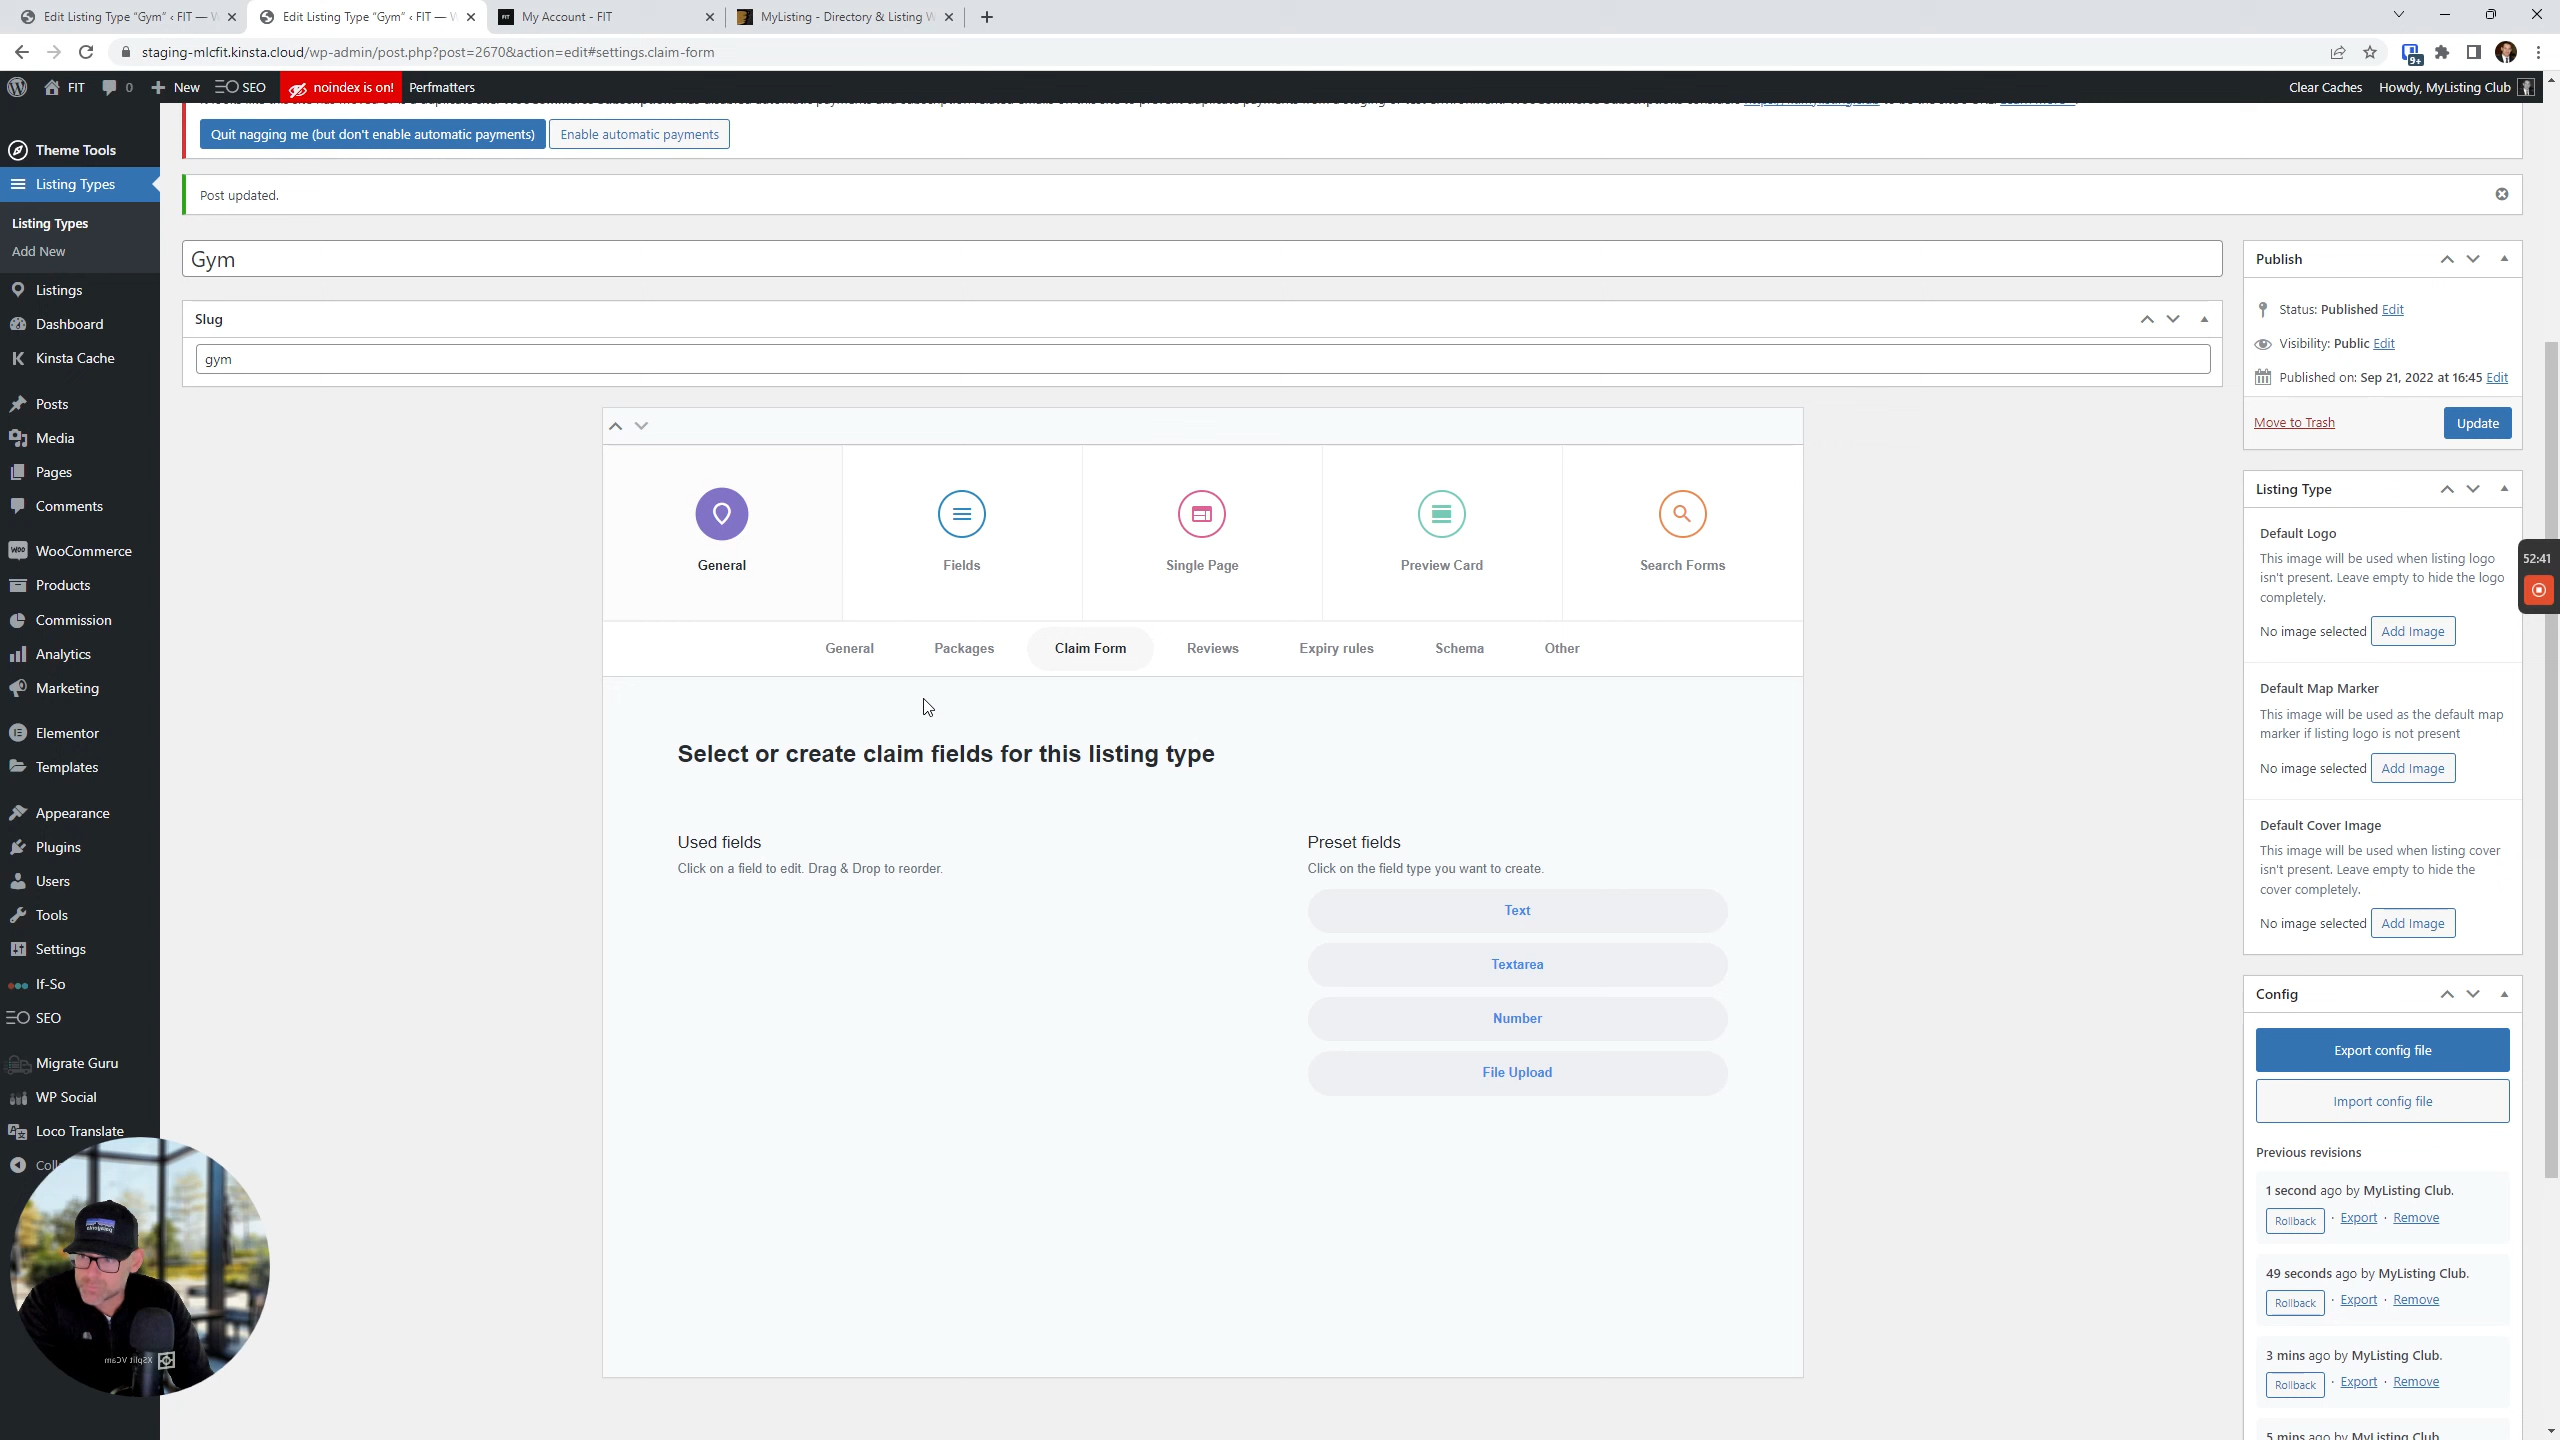 Edit Listing Type “Gym” ‹ FIT — W
Edit Listing Type “Gym” ‹ FIT — W
My Account - FIT
MyListing - Directory & Listing W
staging-mlcfit.kinsta.cloud/wp-admin/post.php?post=2670&action=edit#settings.claim-form
9+
FIT
0
New
SEO
noindex is on!
Perfmatters
Clear Caches
Howdy, MyListing Club
Quit nagging me (but don't enable automatic payments)
Enable automatic payments
Post updated.
Theme Tools
Listing Types
Listing Types
Add New
Listings
Dashboard
Kinsta Cache
Posts
Media
Pages
Comments
WooCommerce
Products
Commission
Analytics
Marketing
Elementor
Templates
Appearance
Plugins
Users
Tools
Settings
If-So
SEO
Migrate Guru
WP Social
Loco Translate
Gym
Slug
gym
General
Fields
Single Page
Preview Card
Search Forms
General
Packages
Claim Form
Reviews
Expiry rules
Schema
Other
Select or create claim fields for this listing type
Used fields
Click on a field to edit. Drag & Drop to reorder.
Preset fields
Click on the field type you want to create.
Text
Textarea
Number
File Upload
Publish
Status: Published Edit
Visibility: Public Edit
Published on: Sep 21, 2022 at 16:45 Edit
Move to Trash
Update
Listing Type
Default Logo
This image will be used when listing logo
isn't present. Leave empty to hide the logo
completely.
No image selected
Add Image
Default Map Marker
This image will be used as the default map
marker if listing logo is not present
No image selected
Add Image
Default Cover Image
This image will be used when listing cover
isn't present. Leave empty to hide the
cover completely.
No image selected
Add Image
Config
Export config file
Import config file
Previous revisions
1 second ago by MyListing Club.
Rollback · Export · Remove
49 seconds ago by MyListing Club.
Rollback · Export · Remove
3 mins ago by MyListing Club.
Rollback · Export · Remove
5 mins ago by MyListing Club
52:41
XSplit VCam